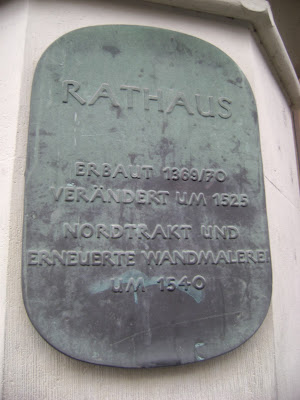 RATHAUS
ERBAUT 1369/70
VERÄNDERT UM 1525
NORDTRAKT UND
ERNEUERTE WANDMALEREI
UM 1540